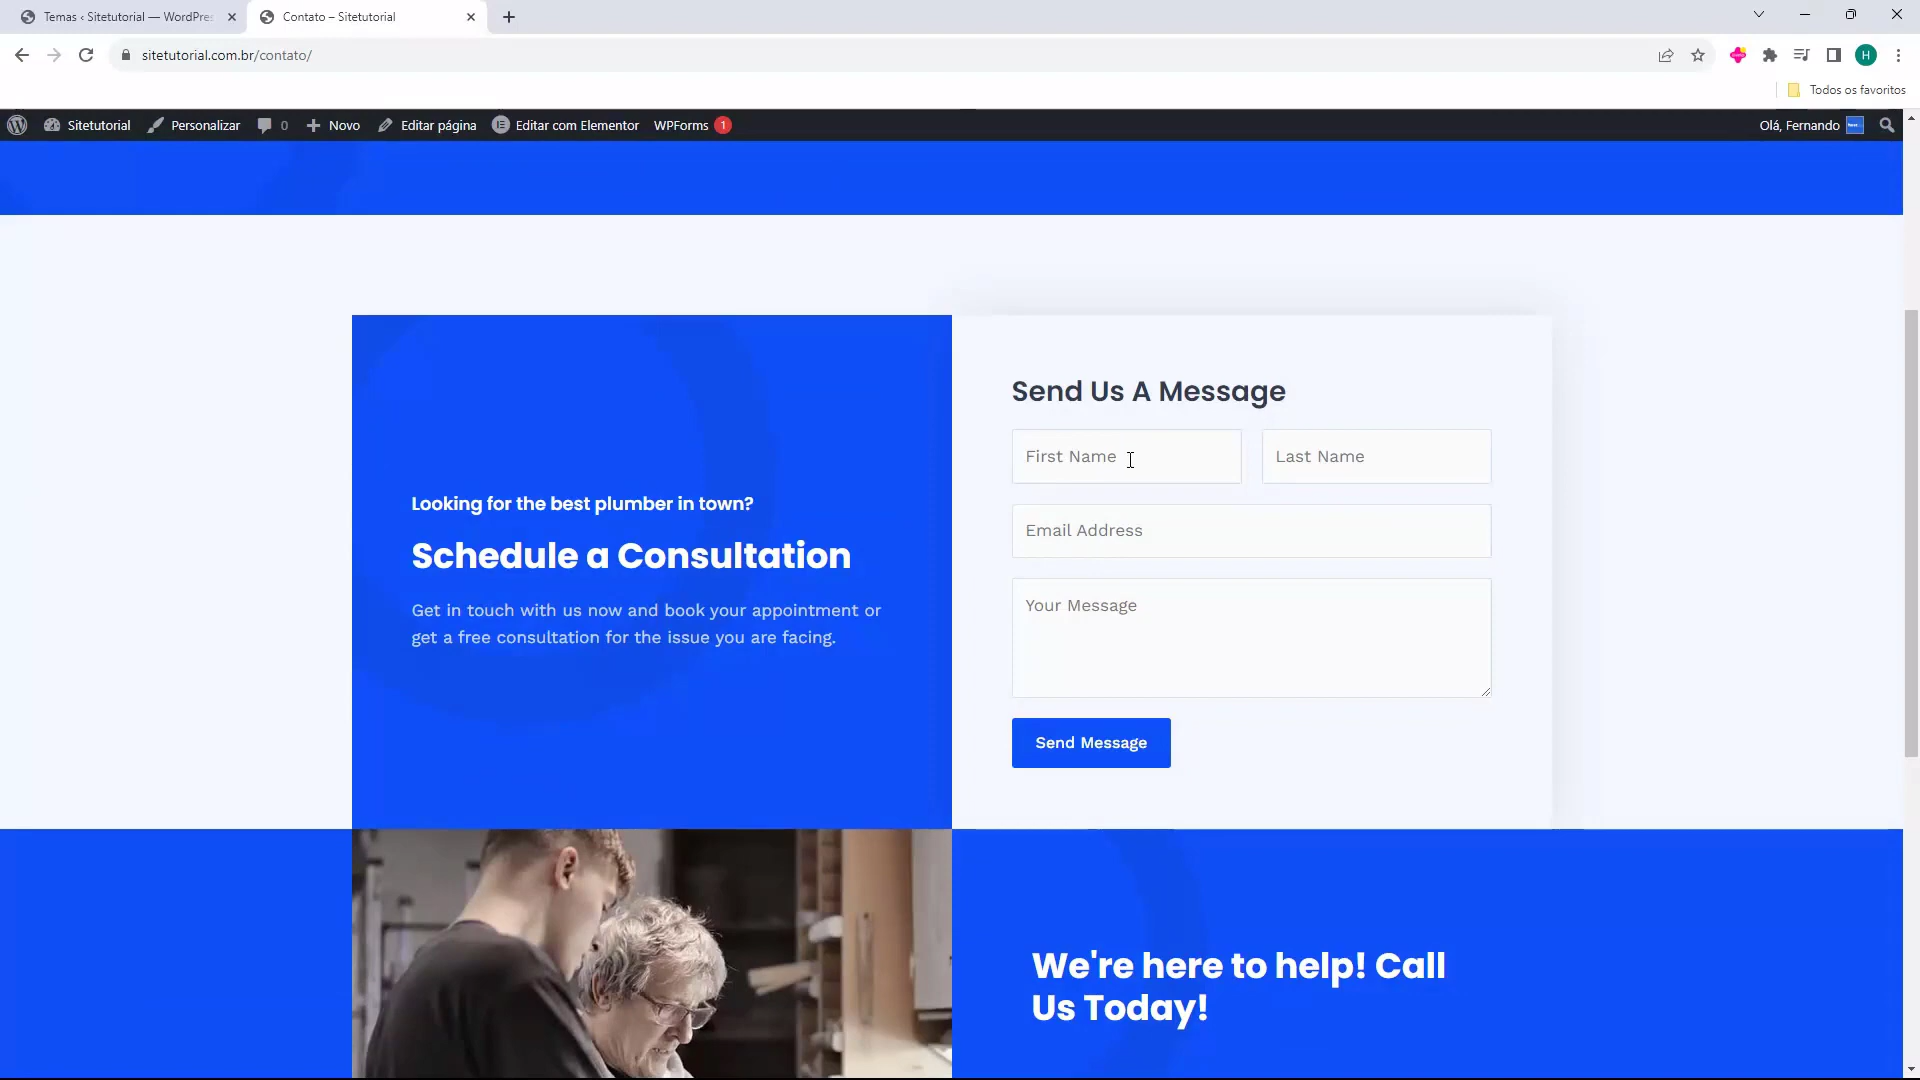 Temas ‹ Sitetutorial — WordPres
Contato – Sitetutorial
sitetutorial.com.br/contato/
H
Todos os favoritos
Sitetutorial
Personalizar
0
Novo
Editar página
Editar com Elementor
WPForms 1
Olá, Fernando
Looking for the best plumber in town?
Schedule a Consultation
Get in touch with us now and book your appointment or
get a free consultation for the issue you are facing.
Send Us A Message
First Name
Last Name
Email Address
Your Message
Send Message
We're here to help! Call
Us Today!